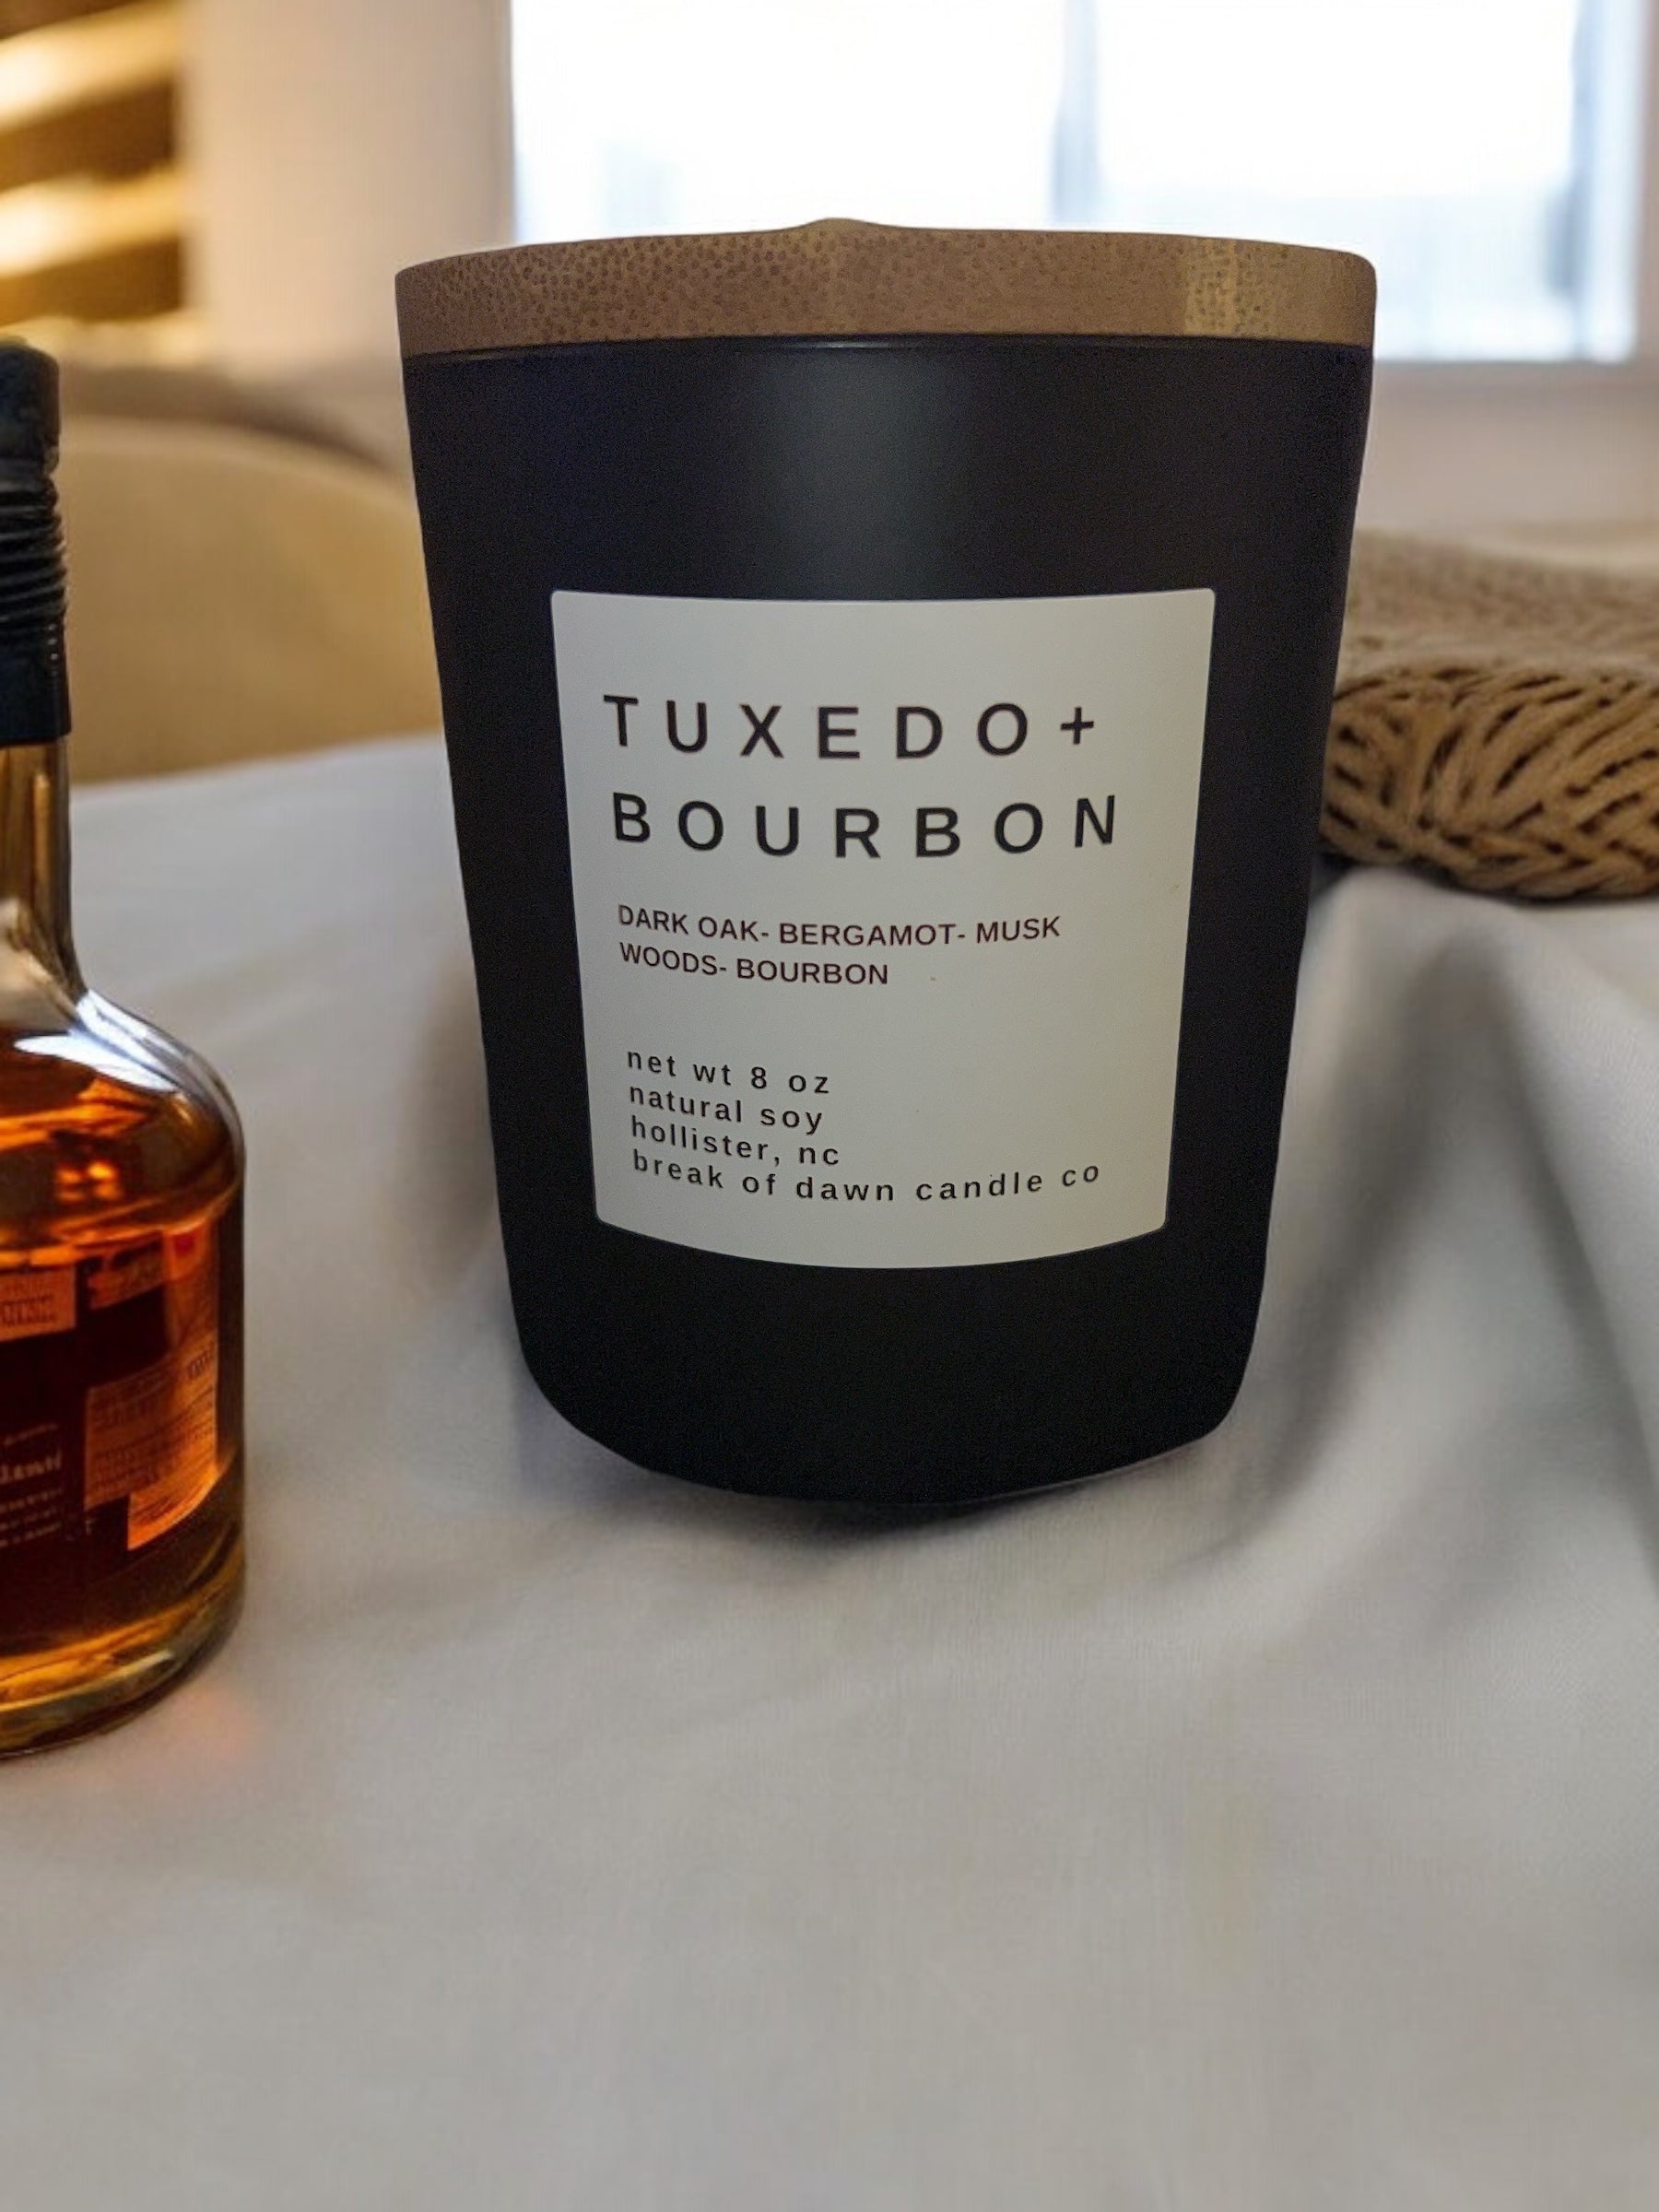 TUXEDO+
BOURBON
DARK OAK- BERGAMOT- MUSK
WOODS- BOURBON
net wt 8 oz
natural soy
hollister, nc
break of dawn candle co